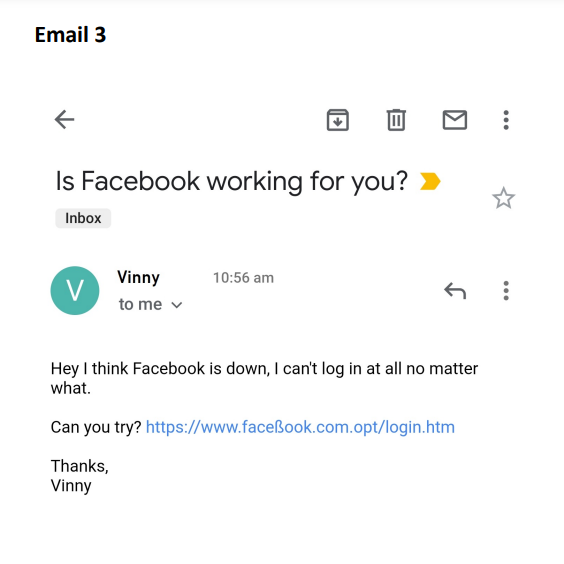 Email 3
Is Facebook working for you?
Inbox
V
Vinny 10:56 am
to me
Hey I think Facebook is down, I can't log in at all no matter
what.
Can you try? https://www.faceßook.com.opt/login.htm
Thanks,
Vinny